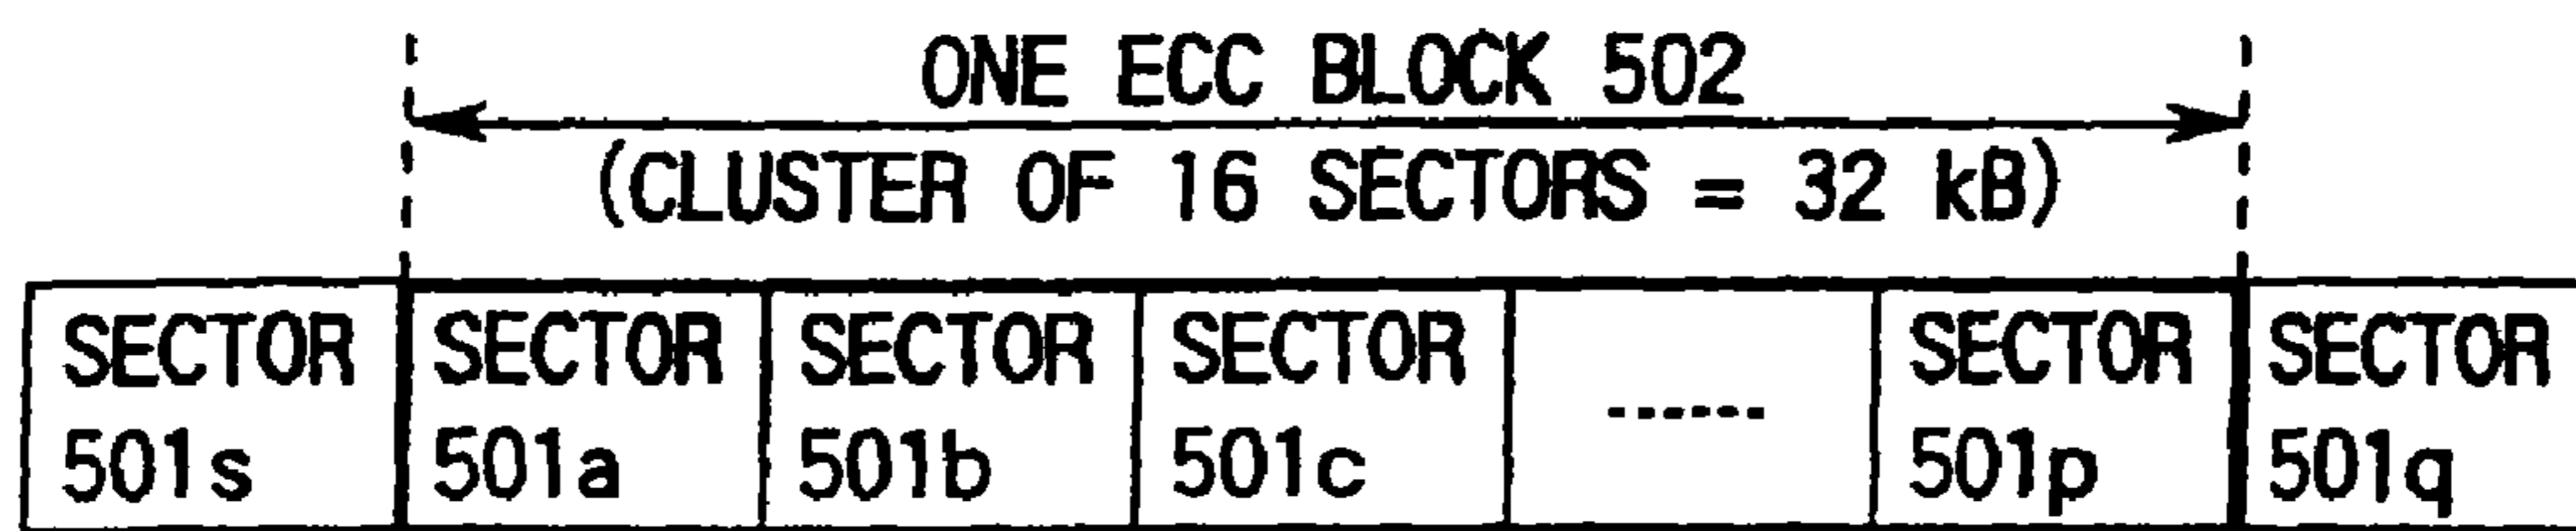 ONE ECC BLOCK 502
(CLUSTER OF 16 SECTORS = 32 kB)
SECTOR 501s
SECTOR 501a
SECTOR 501b
SECTOR 501c
------
SECTOR 501p
SECTOR 501q